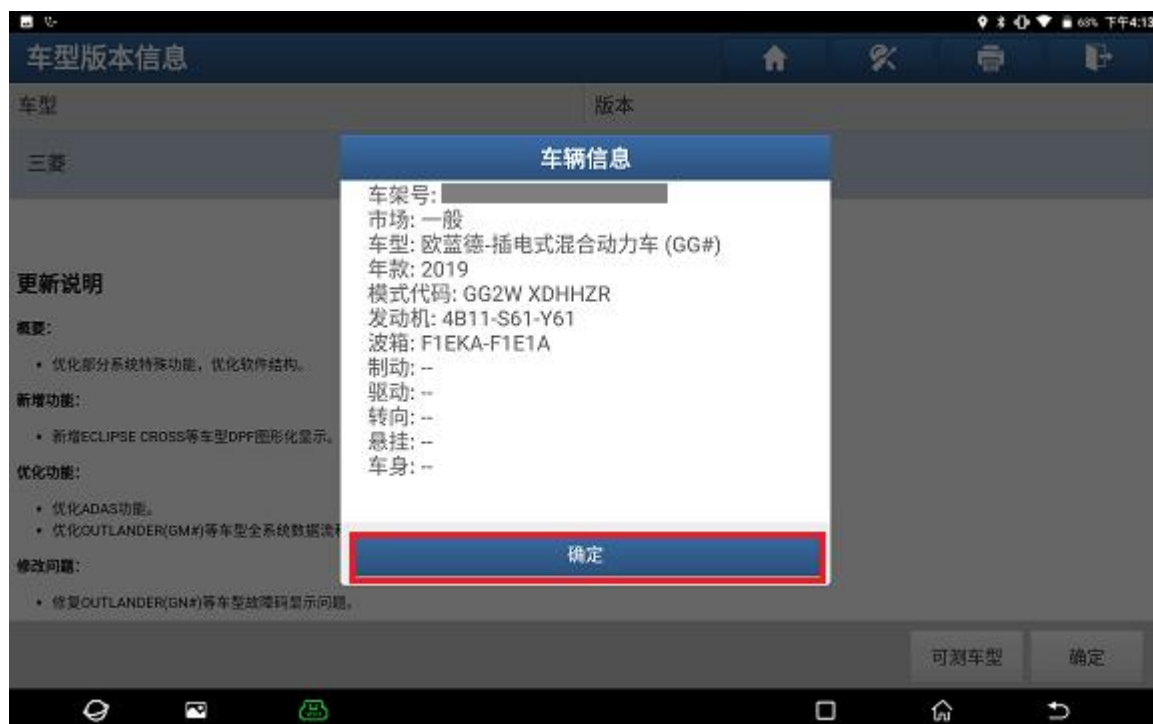 63% 下午4:13
车型版本信息
车型 版本
三菱
车辆信息
车架号:
市场: 一般
车型: 欧蓝德-插电式混合动力车 (GG#)
年款: 2019
模式代码: GG2W XDHHZR
发动机: 4B11-S61-Y61
波箱: F1EKA-F1E1A
制动: --
驱动: --
转向: --
悬挂: --
车身: --
确定
更新说明
概要:
• 优化部分系统特殊功能，优化软件结构。
新增功能:
• 新增ECLIPSE CROSS等车型DPF图形化显示。
优化功能:
• 优化ADAS功能。
• 优化OUTLANDER(GM#)等车型全系统数据流
修改问题:
• 修复OUTLANDER(GN#)等车型故障码显示问题。
可测车型 确定